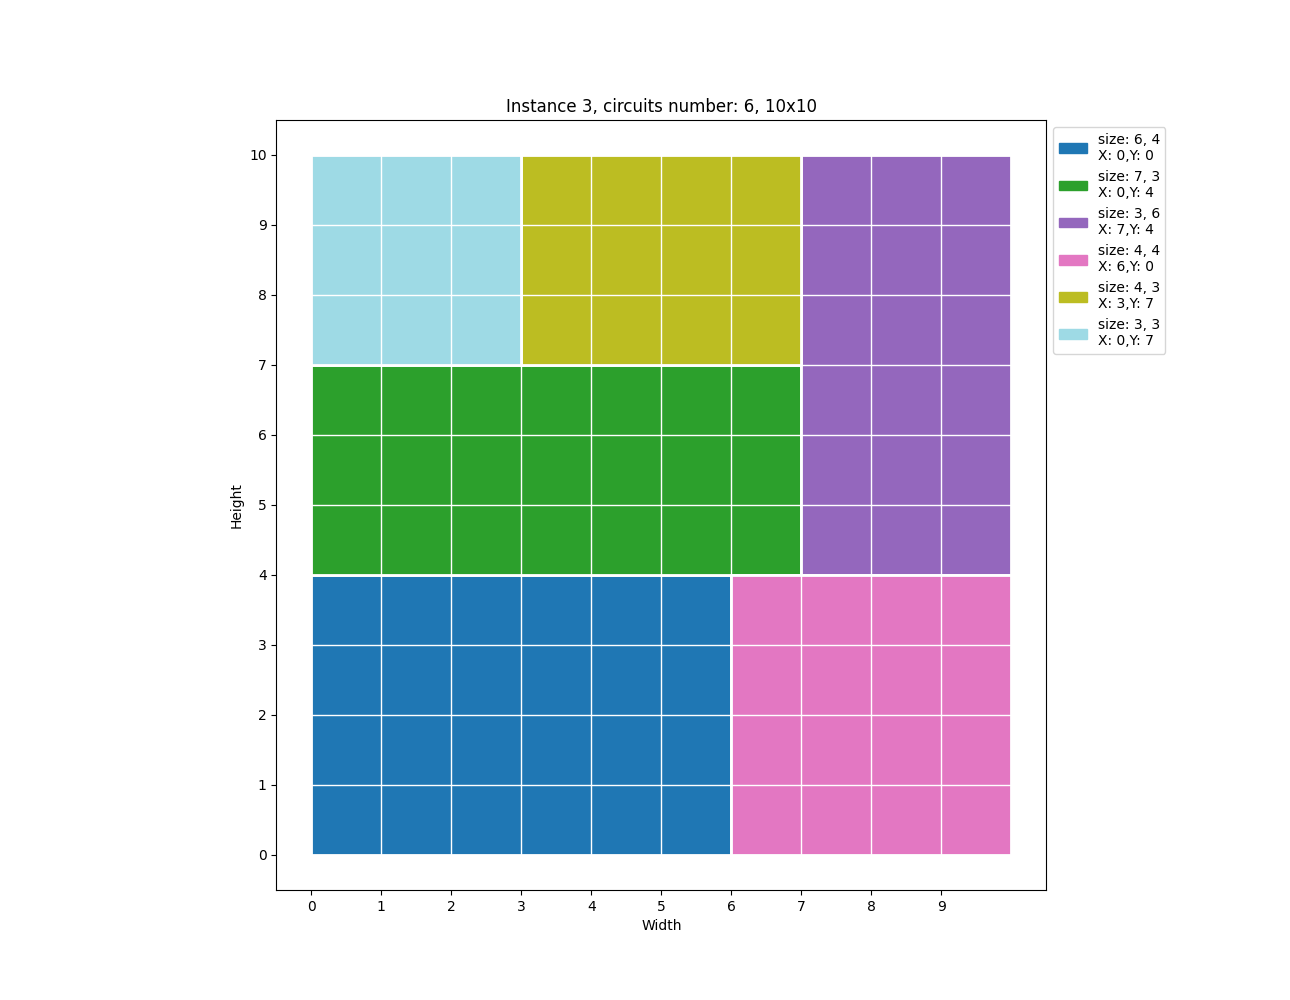 Instance 3, circuits number: 6, 10x10
size: 6, 4
X: 0,Y: 0
size: 7, 3
X: 0,Y: 4
size: 3, 6
X: 7,Y: 4
size: 4, 4
X: 6,Y: 0
size: 4, 3
X: 3,Y: 7
size: 3, 3
X: 0,Y: 7
Height
10
9
8
7
6
5
4
3
2
1
0
0 1 2 3 4 5 6 7 8 9
Width